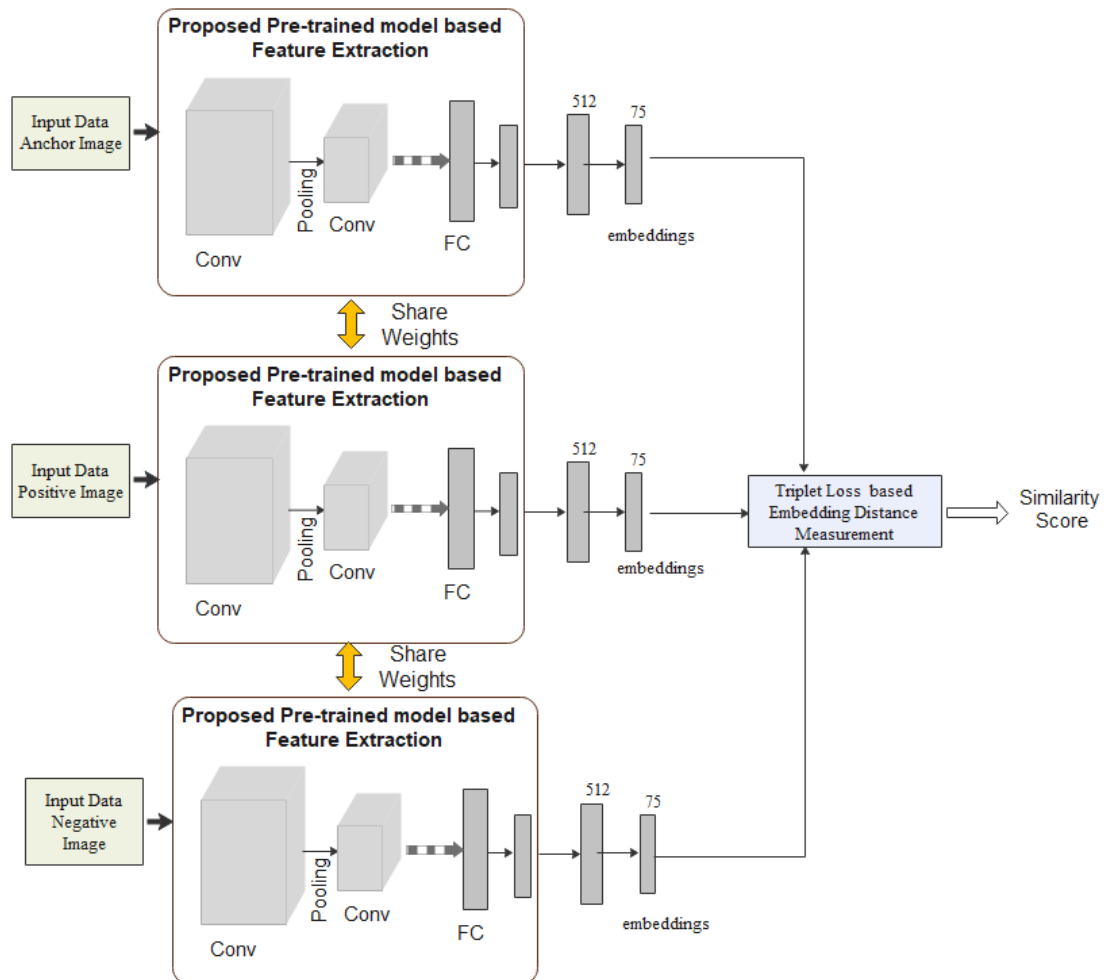 Proposed Pre-trained model based
Feature Extraction
Input Data
Anchor Image
Conv
Pooling
Conv
FC
512
75
embeddings
Share
Weights
Proposed Pre-trained model based
Feature Extraction
Input Data
Positive Image
Conv
Pooling
Conv
FC
512
75
embeddings
Triplet Loss based
Embedding Distance
Measurement
Similarity
Score
Share
Weights
Proposed Pre-trained model based
Feature Extraction
Input Data
Negative
Image
Conv
Pooling
Conv
FC
512
75
embeddings